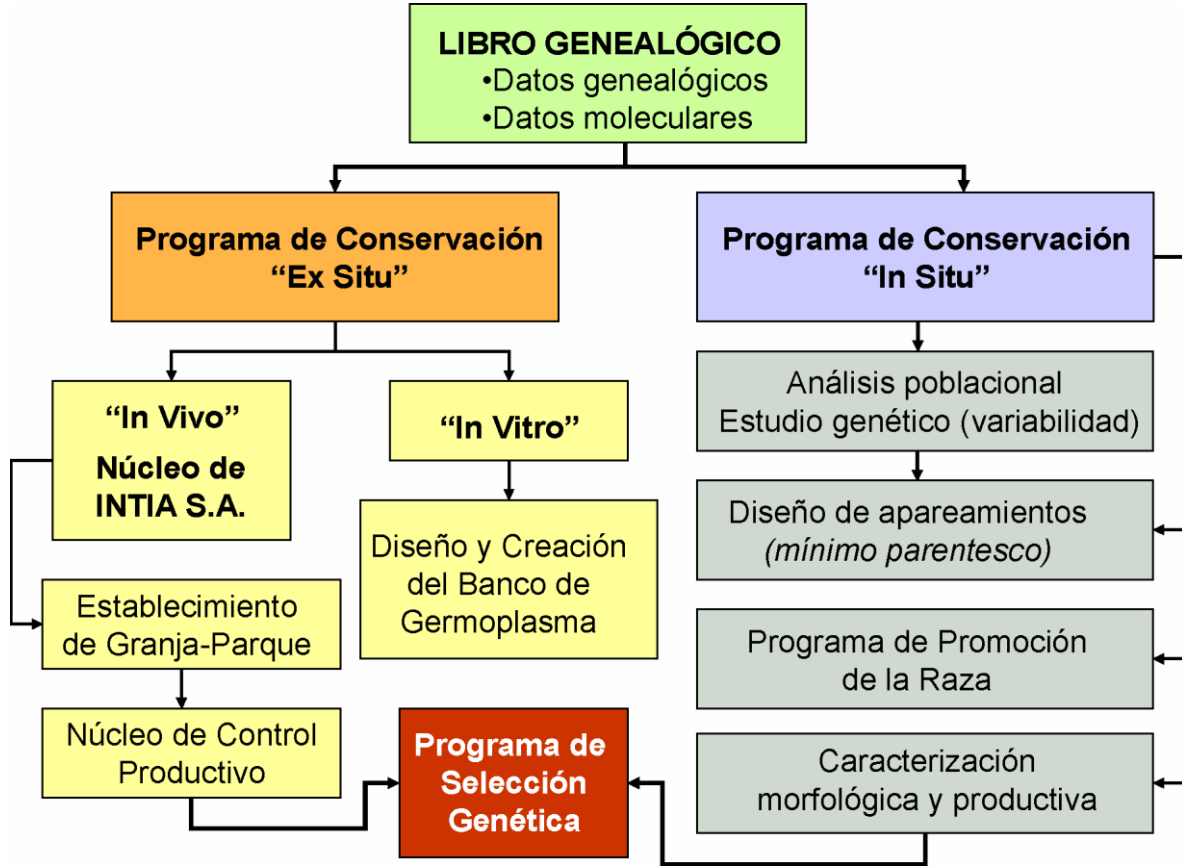 LIBRO GENEALÓGICO
•Datos genealógicos
•Datos moleculares
Programa de Conservación
“Ex Situ”
Programa de Conservación
“In Situ”
“In Vivo”
Núcleo de
INTIA S.A.
“In Vitro”
Análisis poblacional
Estudio genético (variabilidad)
Diseño y Creación
del Banco de
Germoplasma
Diseño de apareamientos
(mínimo parentesco)
Establecimiento
de Granja-Parque
Programa de Promoción
de la Raza
Núcleo de Control
Productivo
Programa de
Selección
Genética
Caracterización
morfológica y productiva